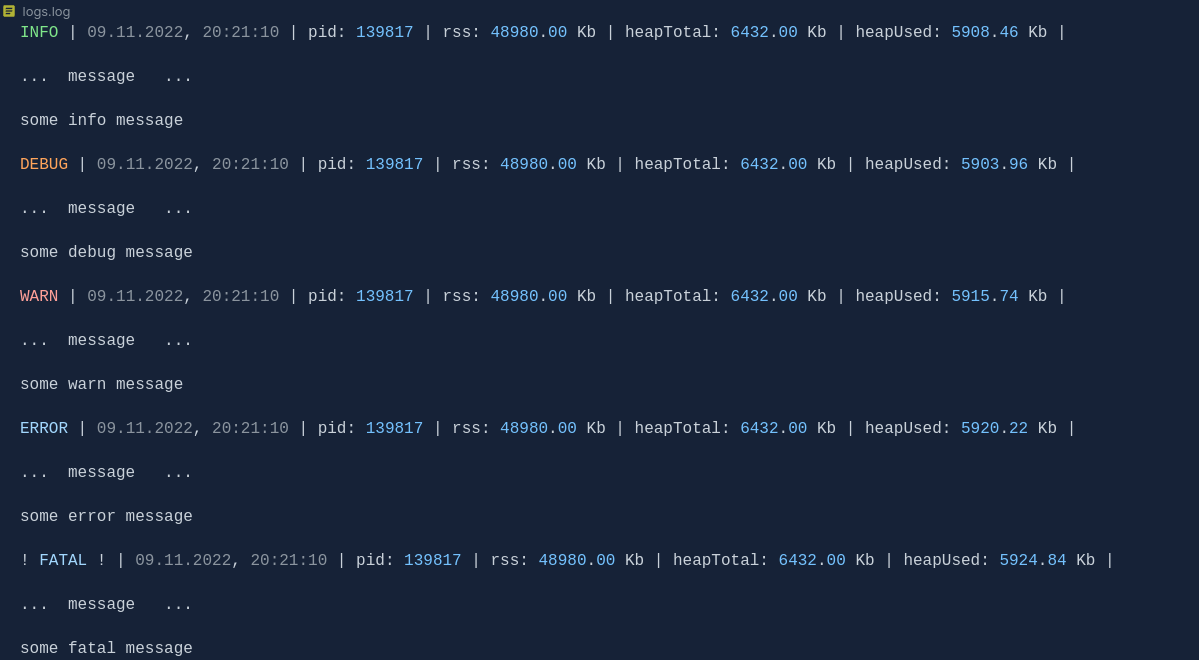 logs.log
INFO | 09.11.2022, 20:21:10 | pid: 139817 | rss: 48980.00 Kb | heapTotal: 6432.00 Kb | heapUsed: 5908.46 Kb |
...  message   ...
some info message
DEBUG | 09.11.2022, 20:21:10 | pid: 139817 | rss: 48980.00 Kb | heapTotal: 6432.00 Kb | heapUsed: 5903.96 Kb |
...  message   ...
some debug message
WARN | 09.11.2022, 20:21:10 | pid: 139817 | rss: 48980.00 Kb | heapTotal: 6432.00 Kb | heapUsed: 5915.74 Kb |
...  message   ...
some warn message
ERROR | 09.11.2022, 20:21:10 | pid: 139817 | rss: 48980.00 Kb | heapTotal: 6432.00 Kb | heapUsed: 5920.22 Kb |
...  message   ...
some error message
! FATAL ! | 09.11.2022, 20:21:10 | pid: 139817 | rss: 48980.00 Kb | heapTotal: 6432.00 Kb | heapUsed: 5924.84 Kb |
...  message   ...
some fatal message